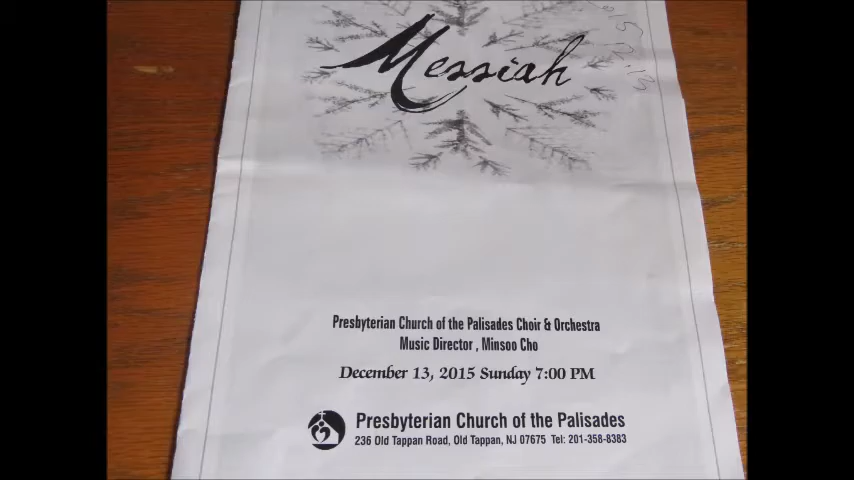 Messiah
Presbyterian Church of the Palisades Choir & Orchestra
Music Director , Minsoo Cho
December 13, 2015 Sunday 7:00 PM
Presbyterian Church of the Palisades
236 Old Tappan Road, Old Tappan, NJ 07675 Tel: 201-358-8383